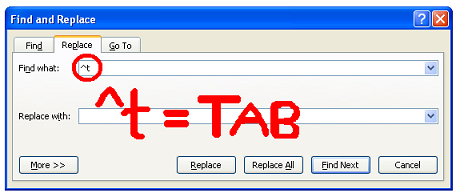 Find and Replace
Find Replace Go To
Find what: ^t
^t = TAB
Replace with:
More >> Replace Replace All Find Next Cancel